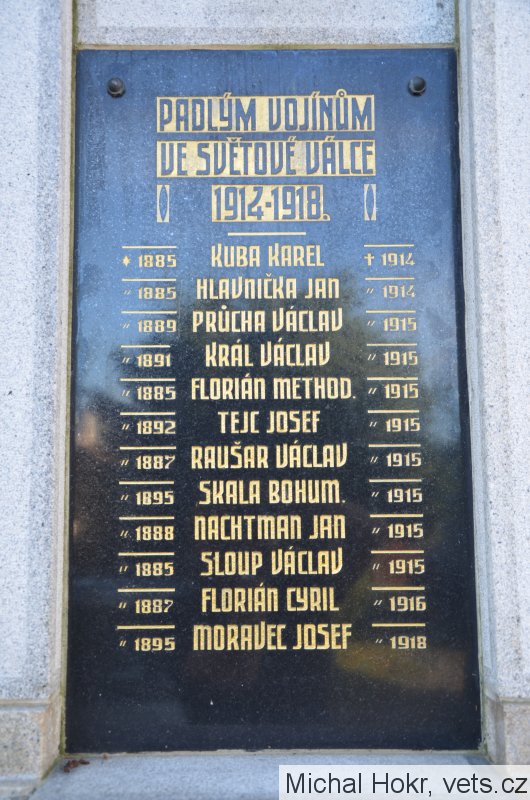 PADLÝM VOJÍNŮM
VE SVĚTOVÉ VÁLCE
1914-1918.
* 1885 KUBA KAREL ✝ 1914
〃 1885 HLAVNIČKA JAN 〃 1914
〃 1889 PRŮCHA VÁCLAV 〃 1915
〃 1891 KRÁL VÁCLAV 〃 1915
〃 1885 FLORIÁN METHOD. 〃 1915
〃 1892 TEJC JOSEF 〃 1915
〃 1887 RAUŠAR VÁCLAV 〃 1915
〃 1895 SKALA BOHUM. 〃 1915
〃 1888 NACHTMAN JAN 〃 1915
〃 1885 SLOUP VÁCLAV 〃 1915
〃 1887 FLORIÁN CYRIL 〃 1916
〃 1895 MORAVEC JOSEF 〃 1918
Michal Hokr, vets.cz